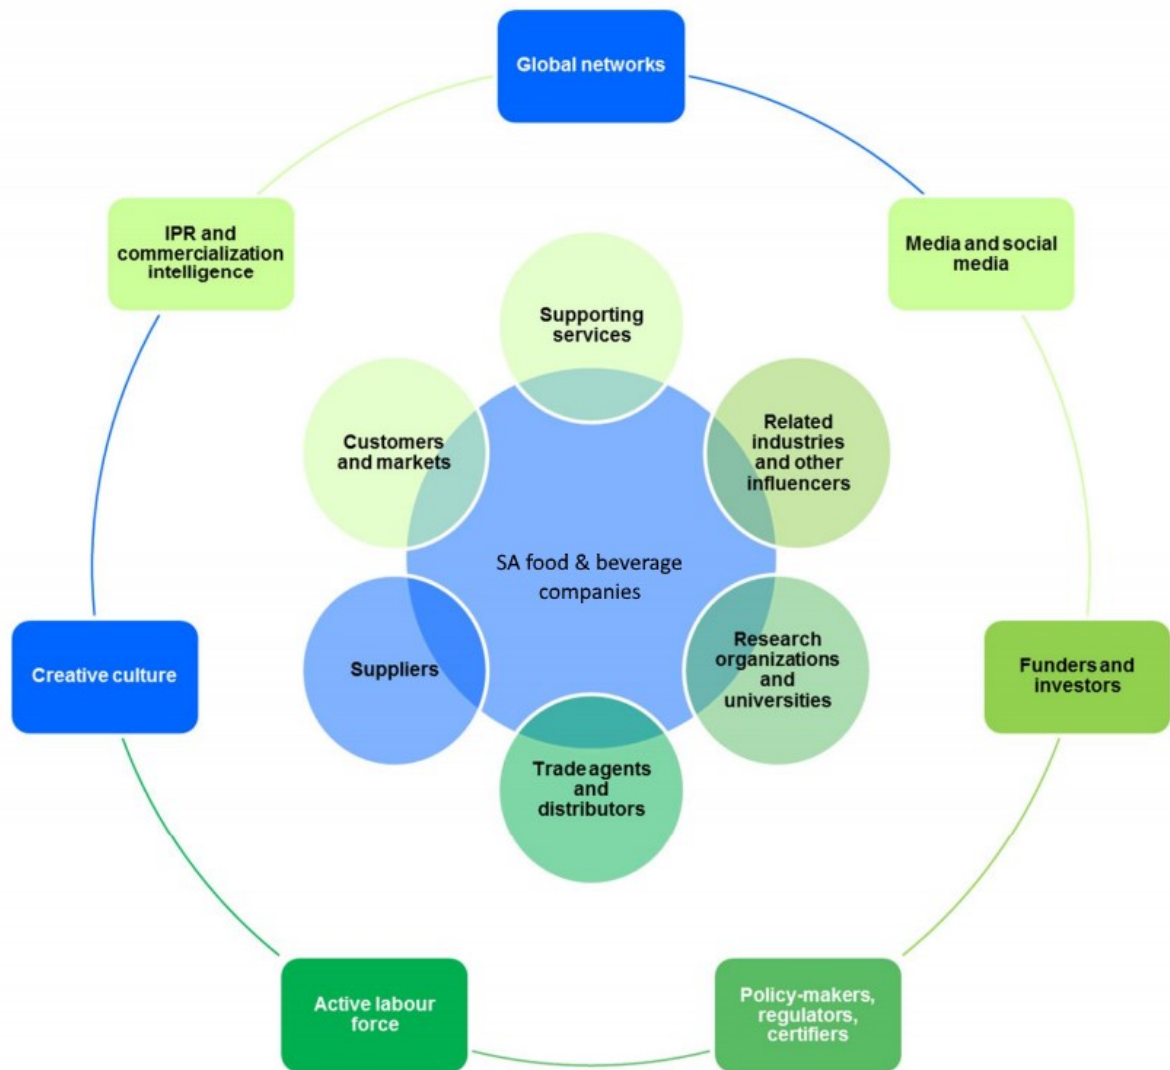 Global networks
IPR and
commercialization
intelligence
Media and social
media
Supporting
services
Customers
and markets
Related
industries
and other
influencers
SA food & beverage
companies
Suppliers
Research
organizations
and
universities
Creative culture
Funders and
investors
Trade agents
and
distributors
Active labour
force
Policy-makers,
regulators,
certifiers